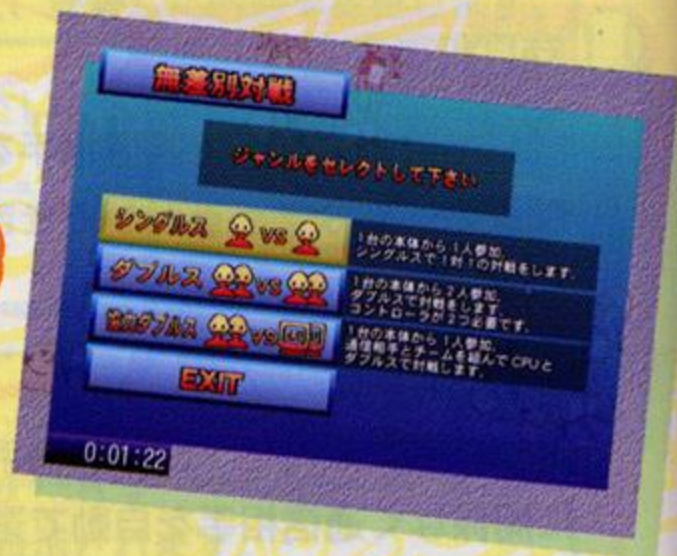 無差別対戦
ジャンルをセレクトして下さい
シングルス VS
1台の本体から1人参加.
シングルスで1対1の対戦をします.
ダブルス VS
1台の本体から2人参加.
ダブルスで対戦をします
コントローラが2つ必要です.
協力ダブルス VS CPU
1台の本体から1人参加.
通信相手とチームを組んでCPUと
ダブルスで対戦します.
EXIT
0:01:22